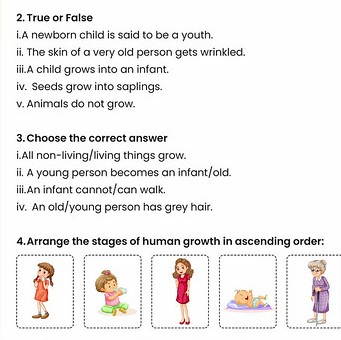 2. True or False
i.A newborn child is said to be a youth.
ii. The skin of a very old person gets wrinkled.
iii.A child grows into an infant.
iv. Seeds grow into saplings.
v. Animals do not grow.
3. Choose the correct answer
i.All non-living/living things grow.
ii. A young person becomes an infant/old.
iii.An infant cannot/can walk.
iv. An old/young person has grey hair.
4. Arrange the stages of human growth in ascending order: